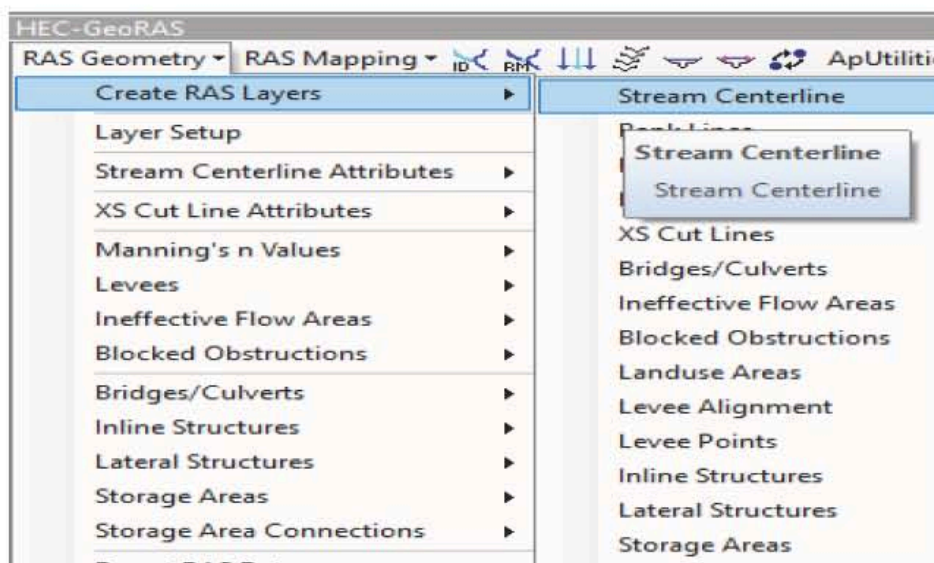 HEC-GeoRAS
RAS Geometry RAS Mapping ID RM ApUtiliti
Create RAS Layers
Layer Setup
Stream Centerline Attributes
XS Cut Line Attributes
Manning's n Values
Levees
Ineffective Flow Areas
Blocked Obstructions
Bridges/Culverts
Inline Structures
Lateral Structures
Storage Areas
Storage Area Connections
Stream Centerline
Stream Centerline
Stream Centerline
XS Cut Lines
Bridges/Culverts
Ineffective Flow Areas
Blocked Obstructions
Landuse Areas
Levee Alignment
Levee Points
Inline Structures
Lateral Structures
Storage Areas